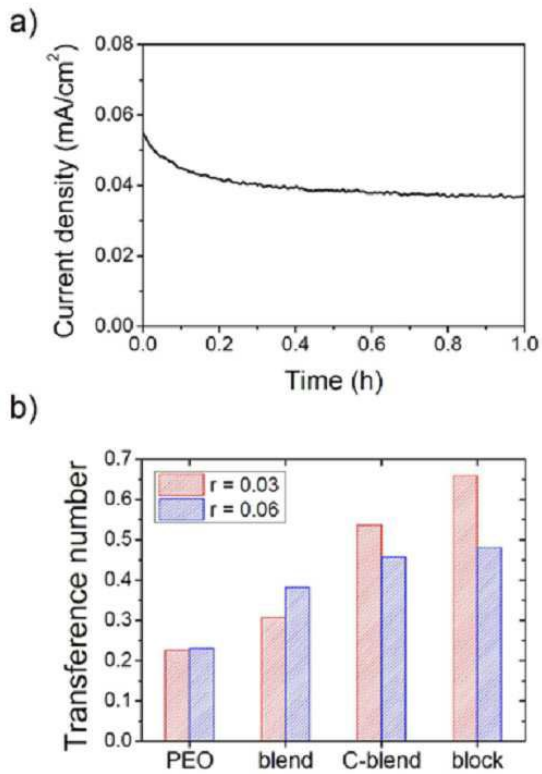 a)
0.08
0.06
0.04
0.02
0.00
Current density (mA/cm²)
0.0 0.2 0.4 0.6 0.8 1.0
Time (h)
b)
0.7
0.6
0.5
0.4
0.3
0.2
0.1
0.0
Transference number
r = 0.03
r = 0.06
PEO blend C-blend block